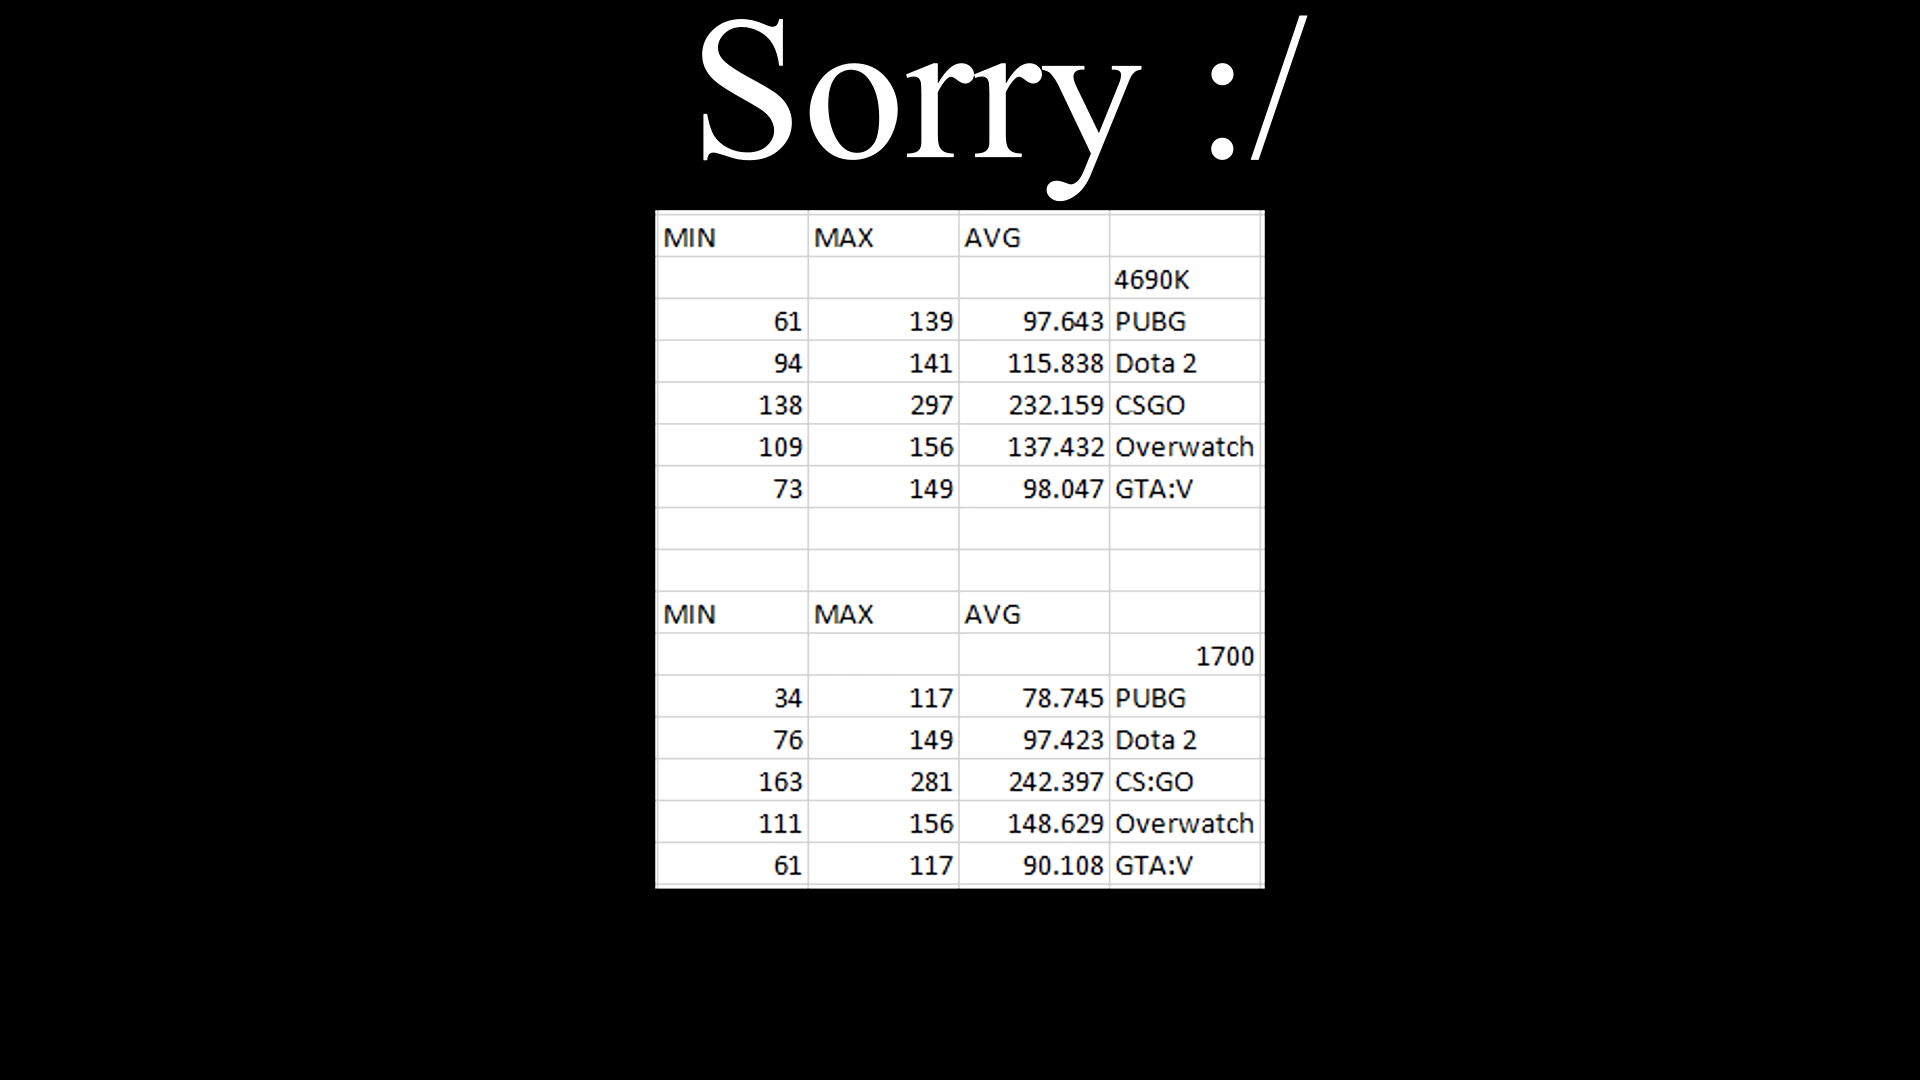 Sorry :/
MIN MAX AVG
4690K
61 139 97.643 PUBG
94 141 115.838 Dota 2
138 297 232.159 CSGO
109 156 137.432 Overwatch
73 149 98.047 GTA:V
MIN MAX AVG
1700
34 117 78.745 PUBG
76 149 97.423 Dota 2
163 281 242.397 CS:GO
111 156 148.629 Overwatch
61 117 90.108 GTA:V